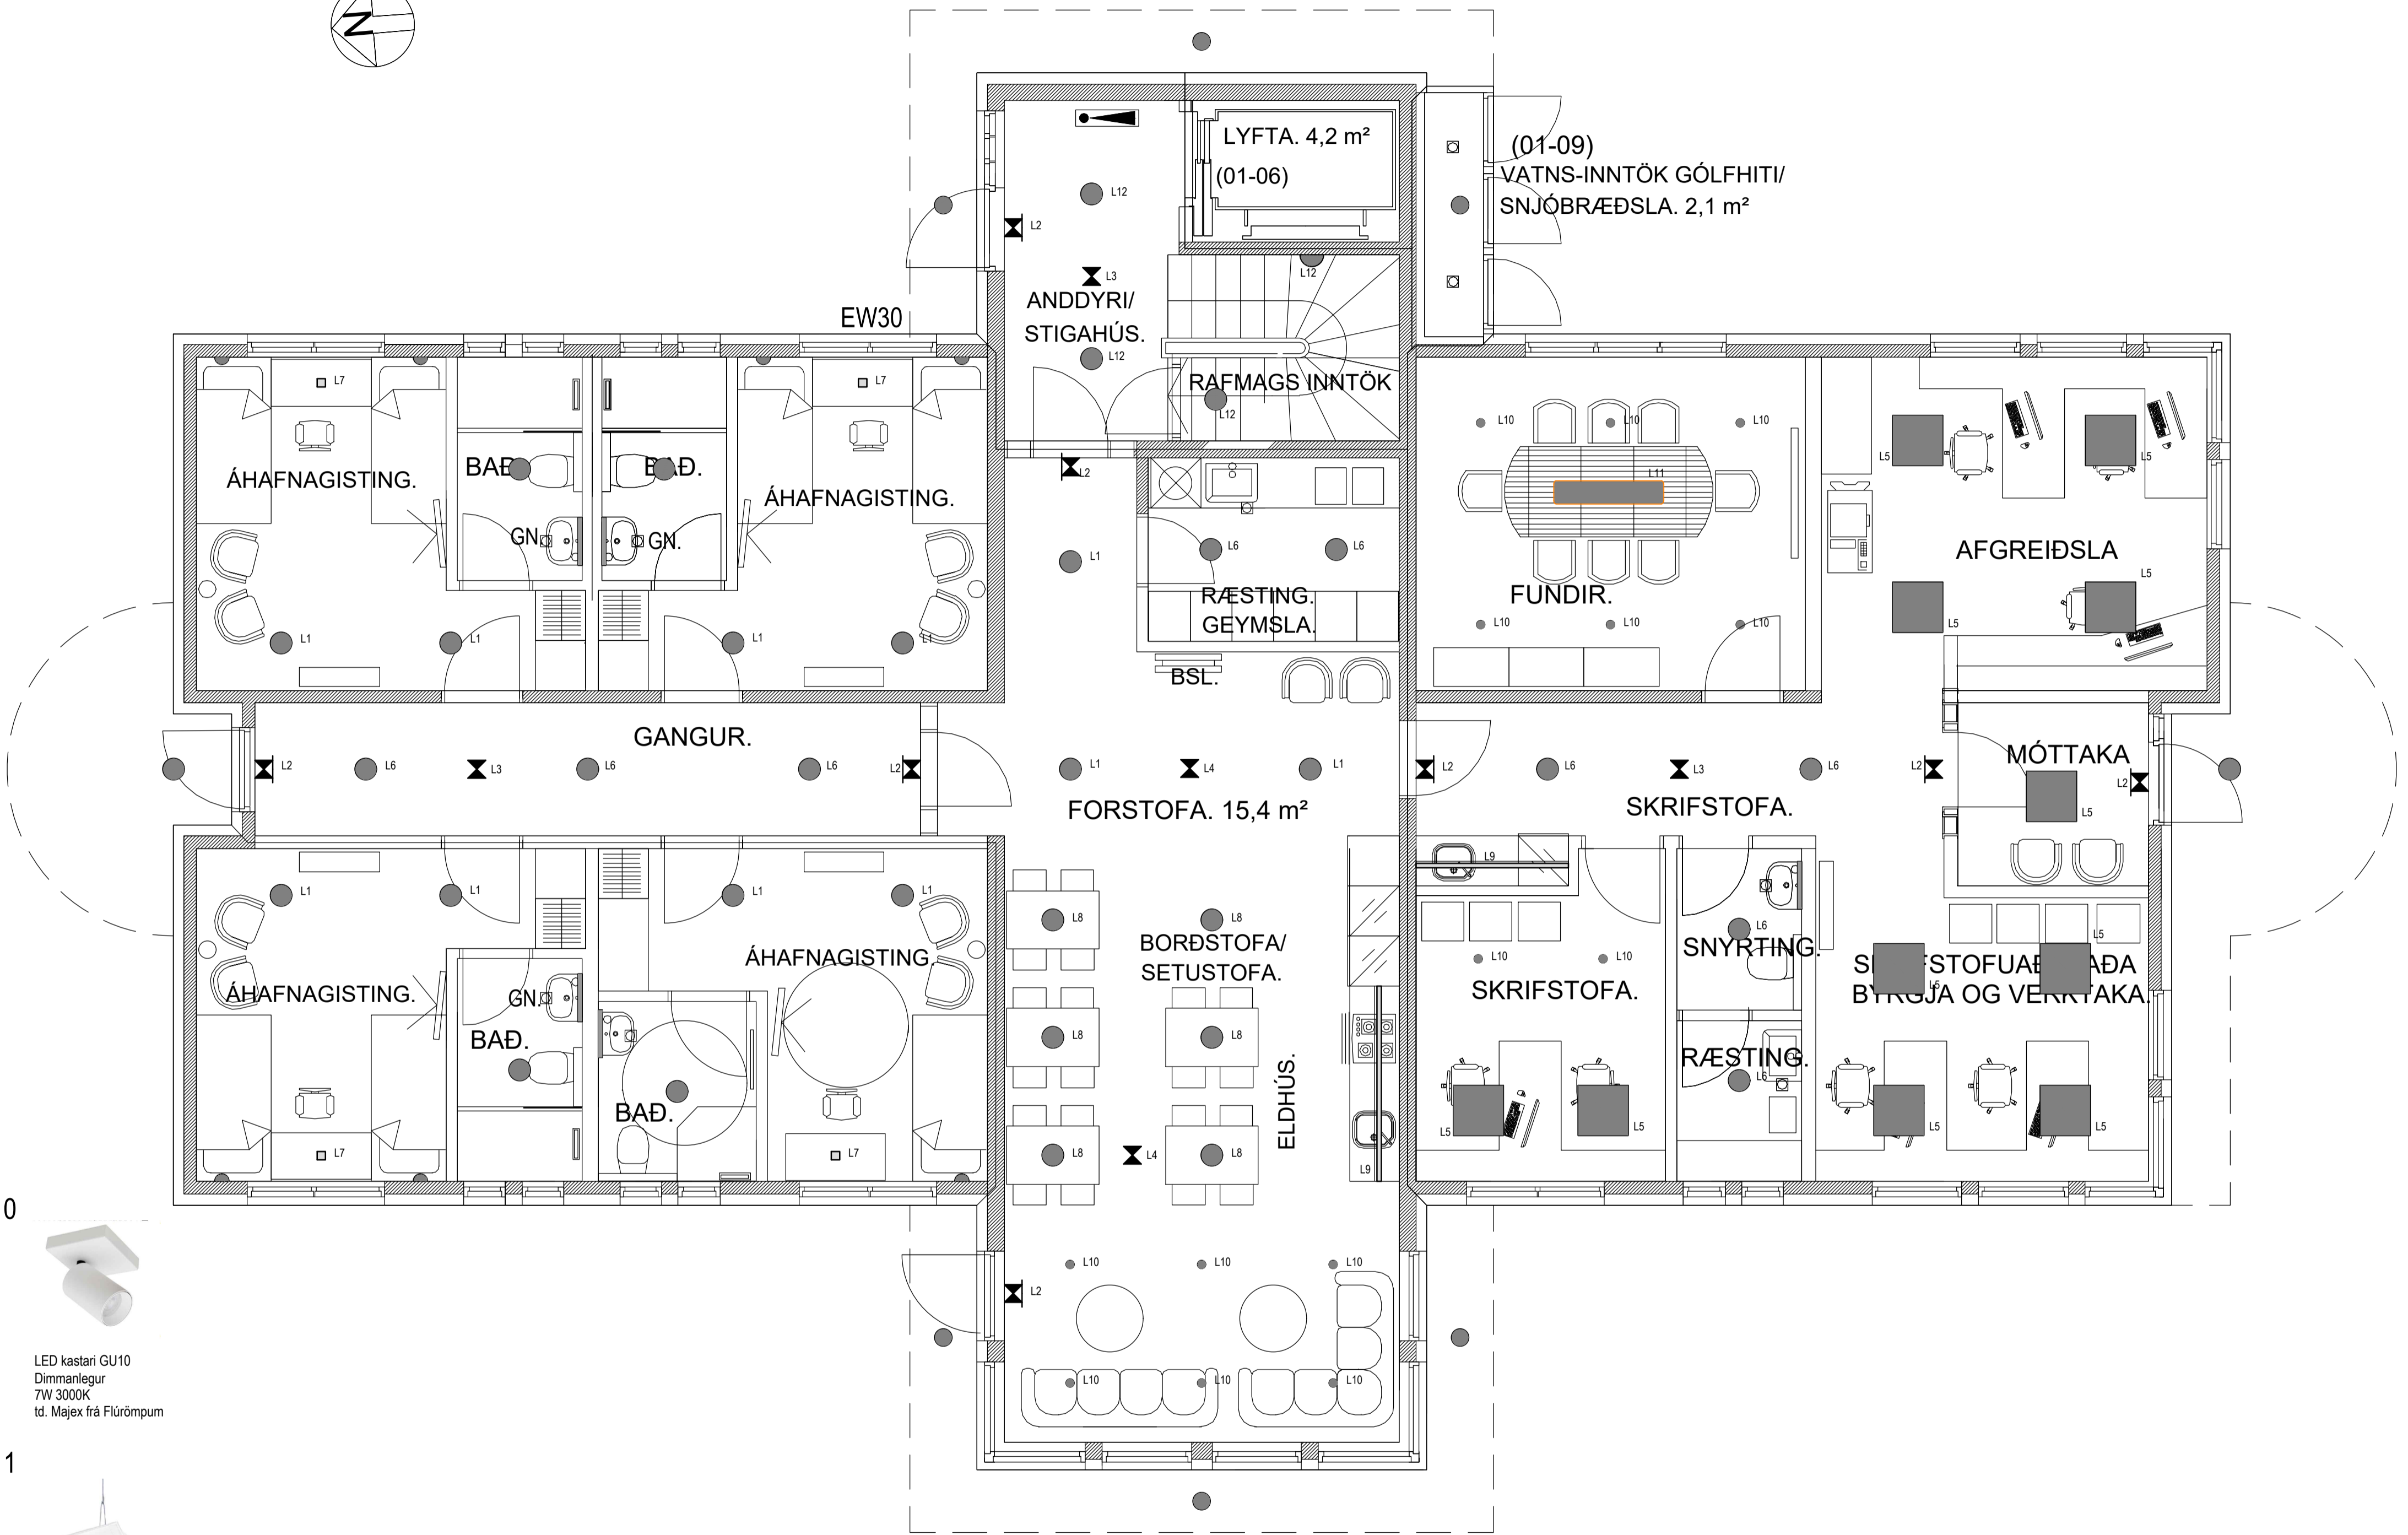 N
LYFTA. 4,2 m²
(01-06)
(01-09)
VATNS-INNTÖK GÓLFHITI/
SNJÓBRÆÐSLA. 2,1 m²
L12
L2
L3
ANDDYRI/
STIGAHÚS.
L12
L12
RAFMAGS INNTÖK
L12
EW30
L7
L7
ÁHAFNAGISTING.
BAÐ.
BAÐ.
ÁHAFNAGISTING.
GN.
GN.
L1
L1
L1
L1
L2
L1
L6
L6
RÆSTING.
GEYMSLA.
BSL.
L10
L10
L10
L11
FUNDIR.
L10
L10
L10
L5
L5
AFGREIÐSLA
L5
L5
GANGUR.
L2
L6
L3
L6
L6
L2
L1
L4
L1
FORSTOFA. 15,4 m²
L2
L6
L3
L6
L2
SKRIFSTOFA.
MÓTTAKA
L2
L5
L1
L1
L1
L1
ÁHAFNAGISTING.
ÁHAFNAGISTING.
GN.
BAÐ.
BAÐ.
L7
L7
L8
L8
BORÐSTOFA/
SETUSTOFA.
L8
L8
ELDHÚS.
L8
L4
L8
L9
L9
L10
L10
SKRIFSTOFA.
L5
L5
L6
SNYRTING.
RÆSTING.
L6
L5
L5
BYRGJA OG VERKTAKA.
L5
L5
L2
L10
L10
L10
L10
L10
L10
0
LED kastari GU10
Dimmanlegur
7W 3000K
td. Majex frá Flúrömpum
1